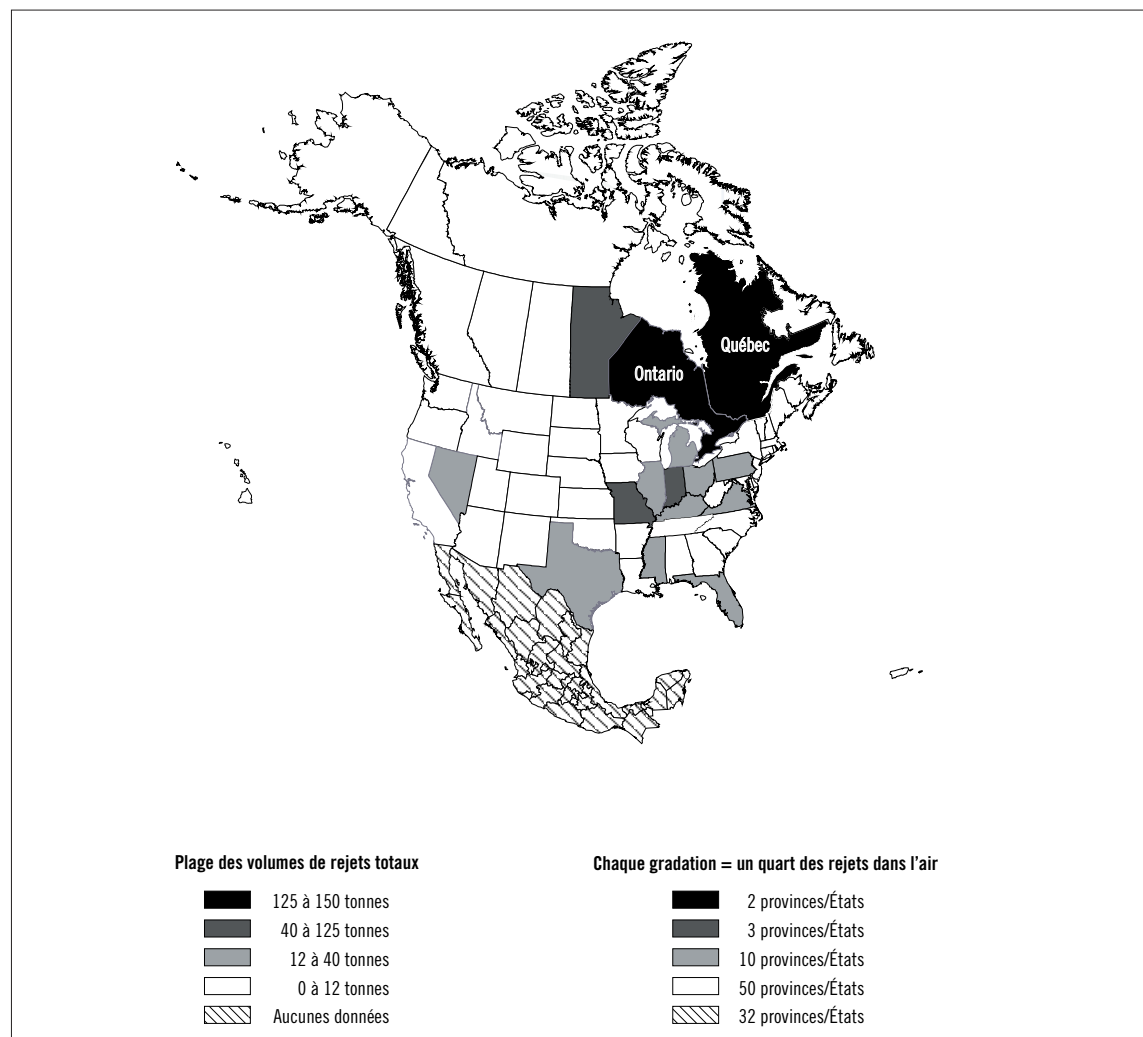 Québec
Ontario
Plage des volumes de rejets totaux
125 à 150 tonnes
40 à 125 tonnes
12 à 40 tonnes
0 à 12 tonnes
Aucunes données
Chaque gradation = un quart des rejets dans l'air
2 provinces/États
3 provinces/États
10 provinces/États
50 provinces/États
32 provinces/États